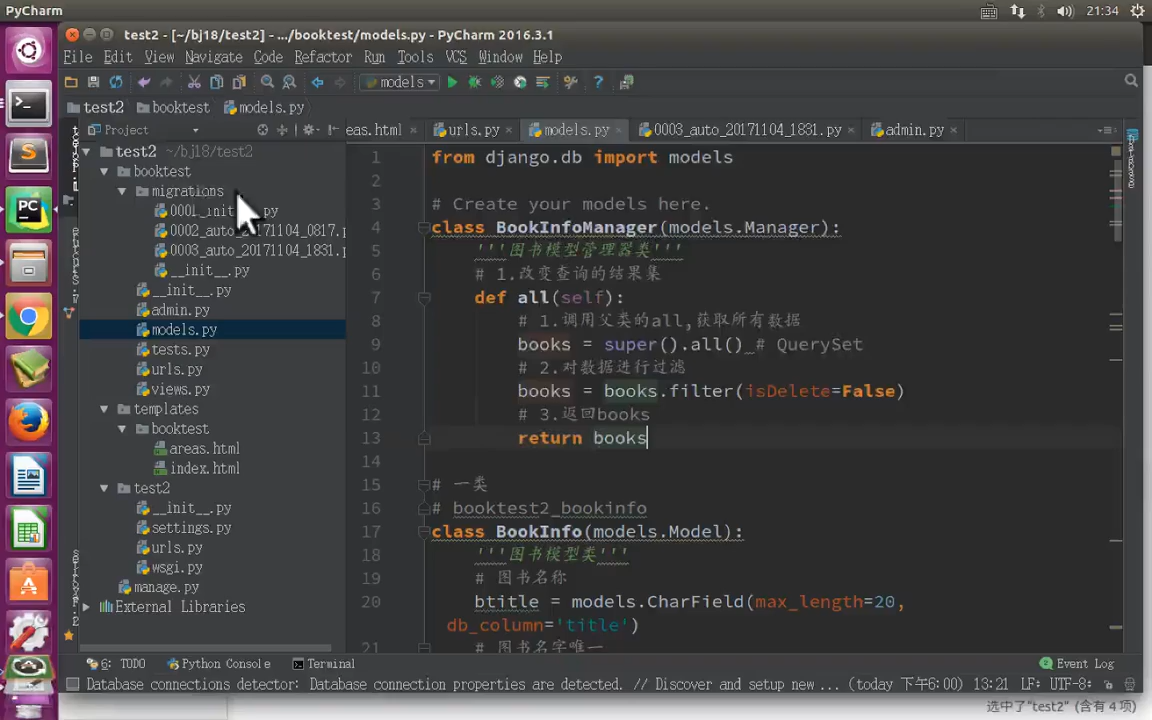 PyCharm
21:34
test2 - [~/bj18/test2] - .../booktest/models.py - PyCharm 2016.3.1
File Edit View Navigate Code Refactor Run Tools VCS Window Help
models
test2 booktest models.py
Project
eas.html urls.py models.py 0003_auto_20171104_1831.py admin.py
test2 ~/bj18/test2
booktest
migrations
0001_init py
0002_auto_20171104_0817.
0003_auto_20171104_1831.
__init__.py
__init__.py
admin.py
models.py
tests.py
urls.py
views.py
templates
booktest
areas.html
index.html
test2
__init__.py
settings.py
urls.py
wsgi.py
manage.py
External Libraries
1 from django.db import models
2
3 # Create your models here.
4 class BookInfoManager(models.Manager):
5 '''图书模型管理器类'''
6 # 1.改变查询的结果集
7 def all(self):
8 # 1.调用父类的all,获取所有数据
9 books = super().all() # QuerySet
10 # 2.对数据进行过滤
11 books = books.filter(isDelete=False)
12 # 3.返回books
13 return books
14
15 # 一类
16 # booktest2_bookinfo
17 class BookInfo(models.Model):
18 '''图书模型类'''
19 # 图书名称
20 btitle = models.CharField(max_length=20,
db_column='title')
21 # 图书名字唯一
6: TODO Python Console Terminal Event Log
Database connections detector: Database connection properties are detected. // Discover and setup new ... (today 下午6:00) 13:21 LF÷ UTF-8÷
选中了"test2" (含有 4 项)